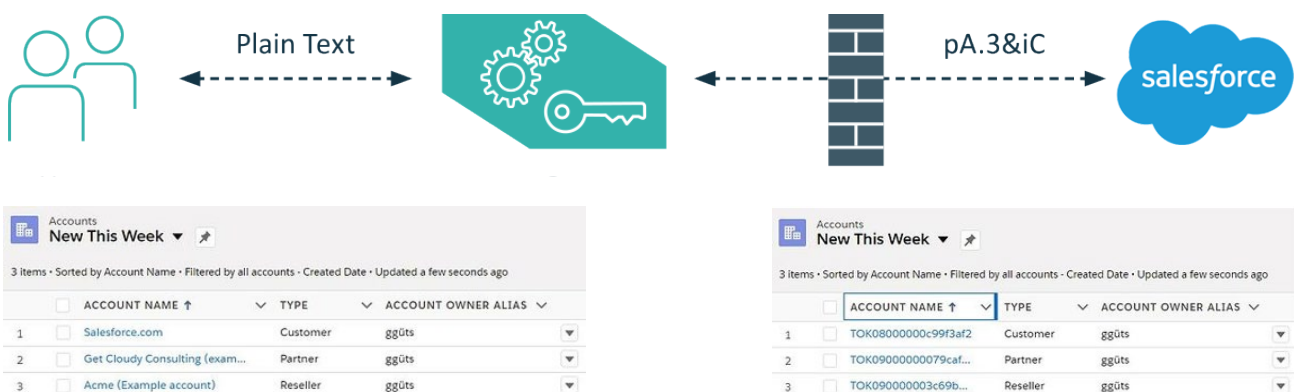 Plain Text
pA.3&iC
salesforce
Accounts
New This Week
3 items • Sorted by Account Name • Filtered by all accounts - Created Date • Updated a few seconds ago
ACCOUNT NAME ↑ TYPE ACCOUNT OWNER ALIAS
1 Salesforce.com Customer ggüts
2 Get Cloudy Consulting (exam... Partner ggüts
3 Acme (Example account) Reseller ggüts
Accounts
New This Week
3 items • Sorted by Account Name • Filtered by all accounts - Created Date • Updated a few seconds ago
ACCOUNT NAME ↑ TYPE ACCOUNT OWNER ALIAS
1 TOK08000000c99f3af2 Customer ggüts
2 TOK09000000079caf... Partner ggüts
3 TOK090000003c69b... Reseller ggüts